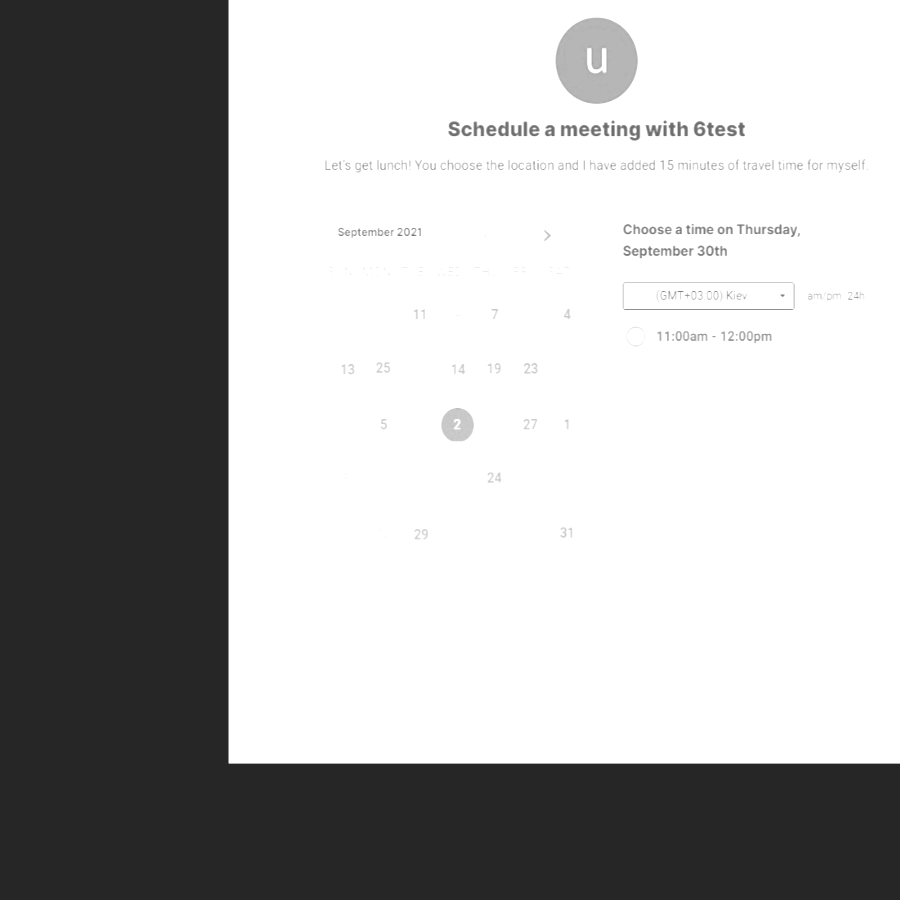 u
Schedule a meeting with 6test
Let's get lunch! You choose the location and I have added 15 minutes of travel time for myself.
September 2021
11 7 4
13 25 14 19 23
5 2 27 1
24
29 31
Choose a time on Thursday,
September 30th
(GMT+03:00) Kiev am/pm 24h
11:00am - 12:00pm